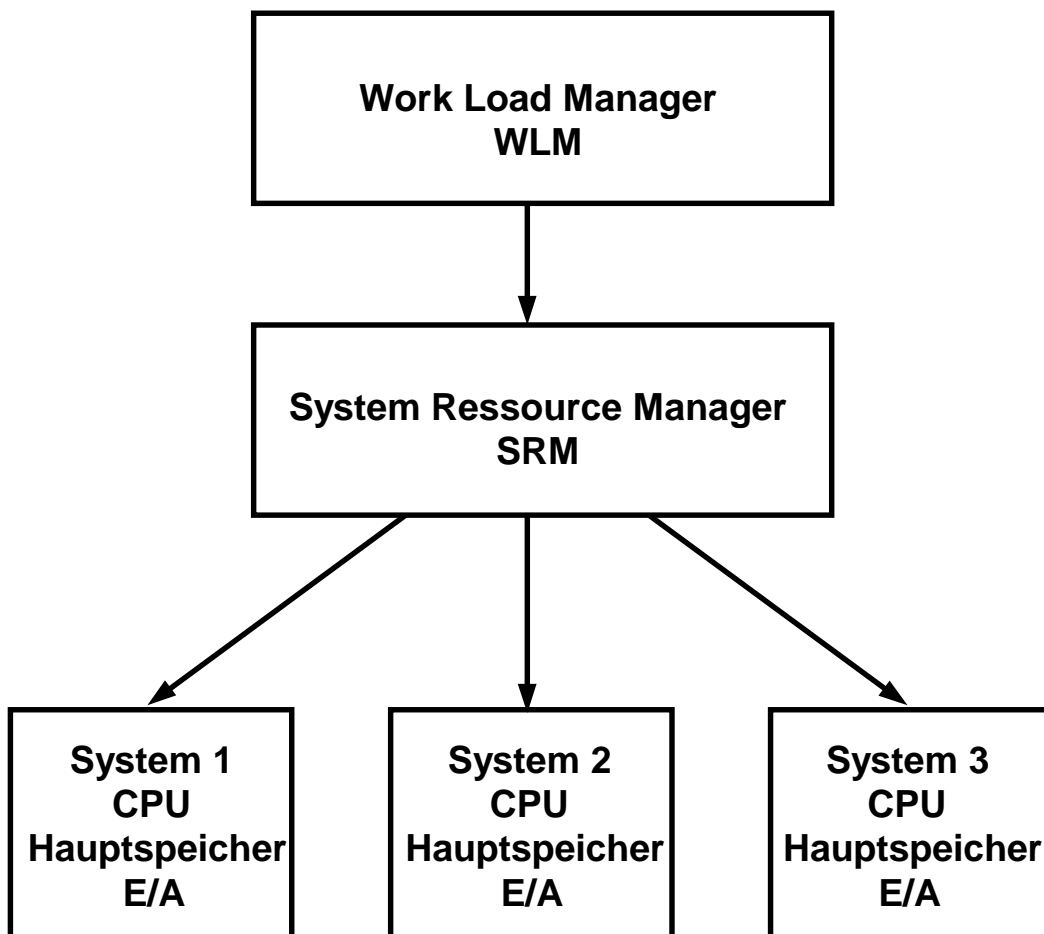 Work Load Manager
WLM
System Ressource Manager
SRM
System 1
CPU
Hauptspeicher
E/A
System 2
CPU
Hauptspeicher
E/A
System 3
CPU
Hauptspeicher
E/A